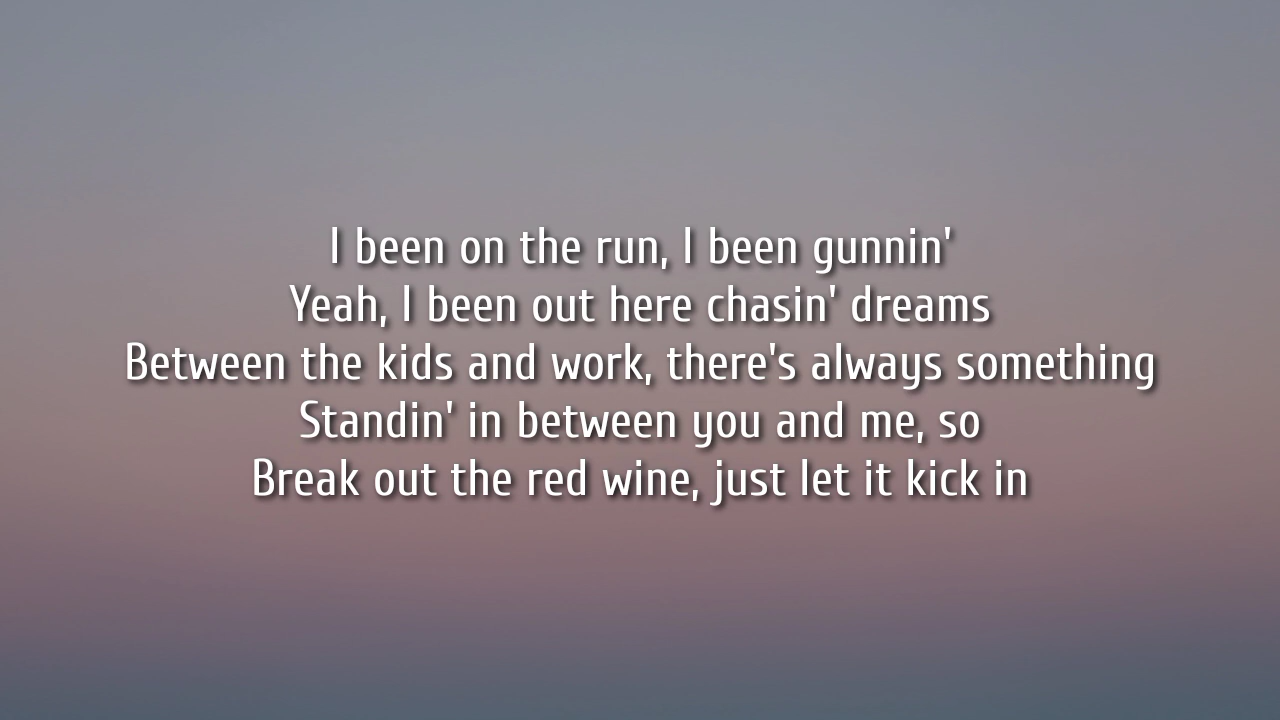 I been on the run, I been gunnin'
Yeah, I been out here chasin' dreams
Between the kids and work, there's always something
Standin' in between you and me, so
Break out the red wine, just let it kick in